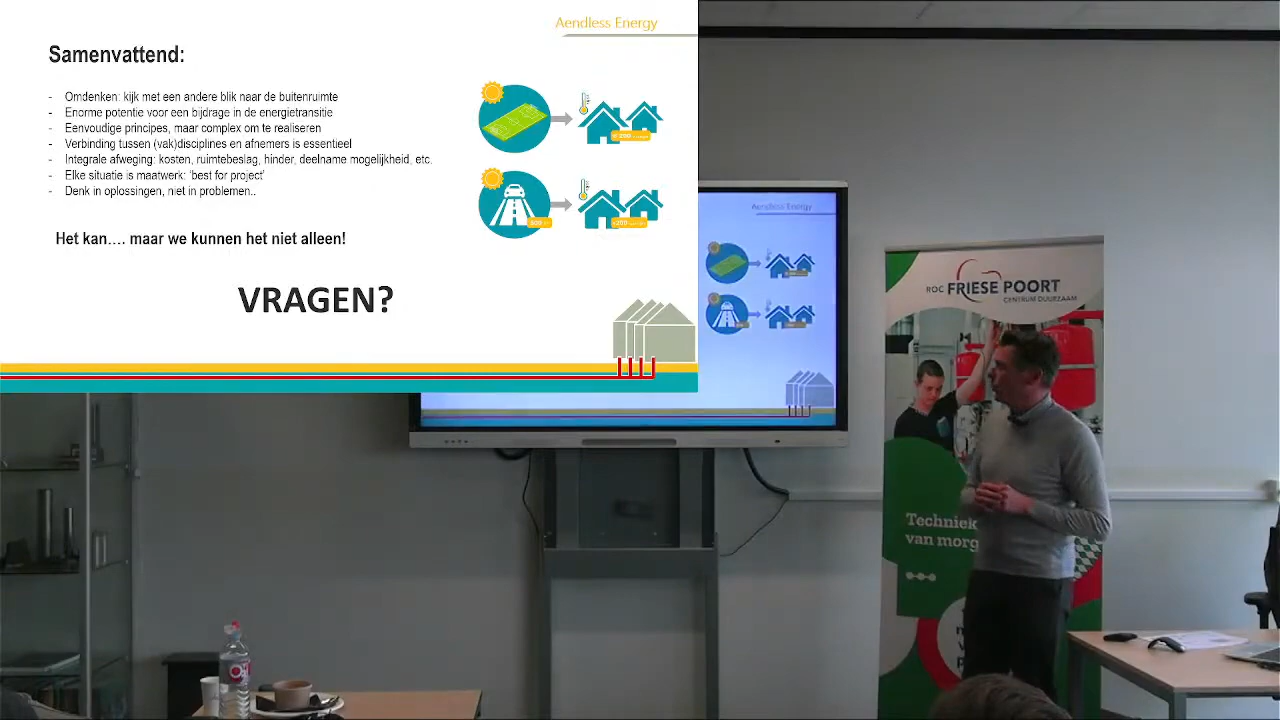 Aendless Energy
Samenvattend:
- Omdenken: kijk met een andere blik naar de buitenruimte
- Enorme potentie voor een bijdrage in de energietransitie
- Eenvoudige principes, maar complex om te realiseren
- Verbinding tussen (vak)disciplines en afnemers is essentieel
- Integrale afweging: kosten, ruimtebeslag, hinder, deelname mogelijkheid, etc.
- Elke situatie is maatwerk: 'best for project'
- Denk in oplossingen, niet in problemen..
Het kan.... maar we kunnen het niet alleen!
VRAGEN?
Aendless Energy
ROC FRIESE POORT
CENTRUM DUURZAAM
Techniek
van morg